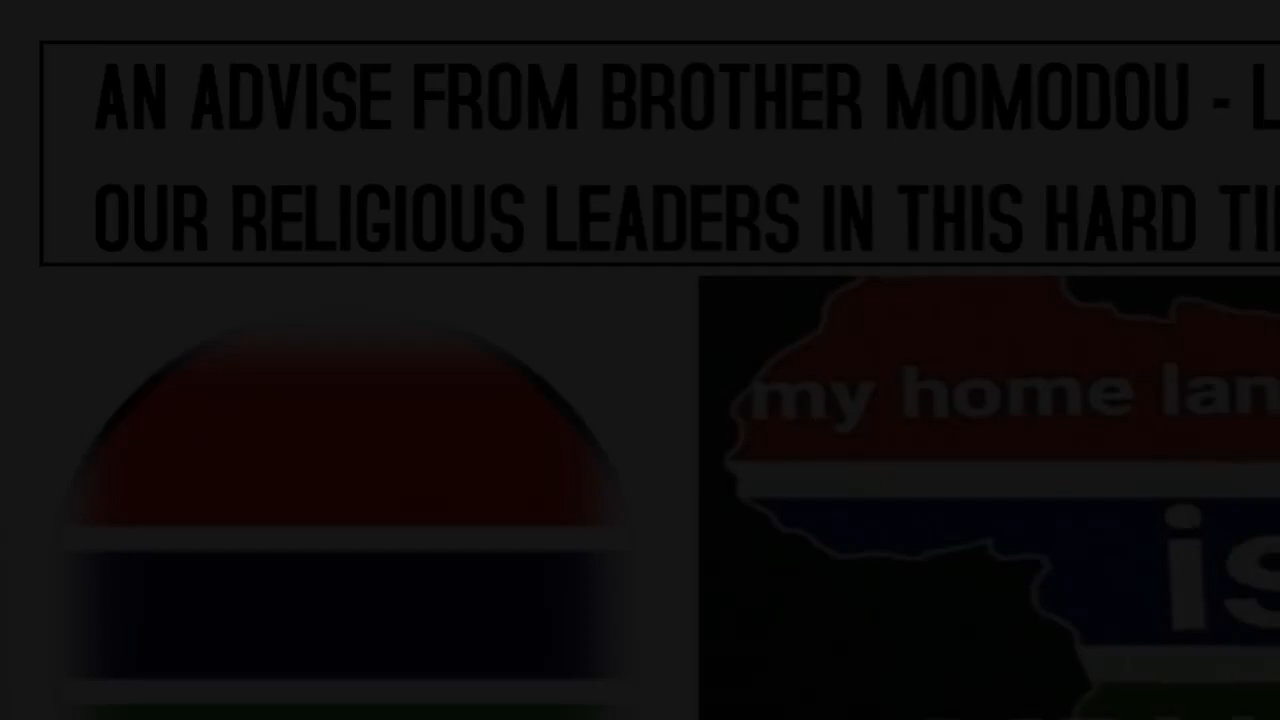 AN ADVISE FROM BROTHER MOMODOU -
OUR RELIGIOUS LEADERS IN THIS HARD
my home
is